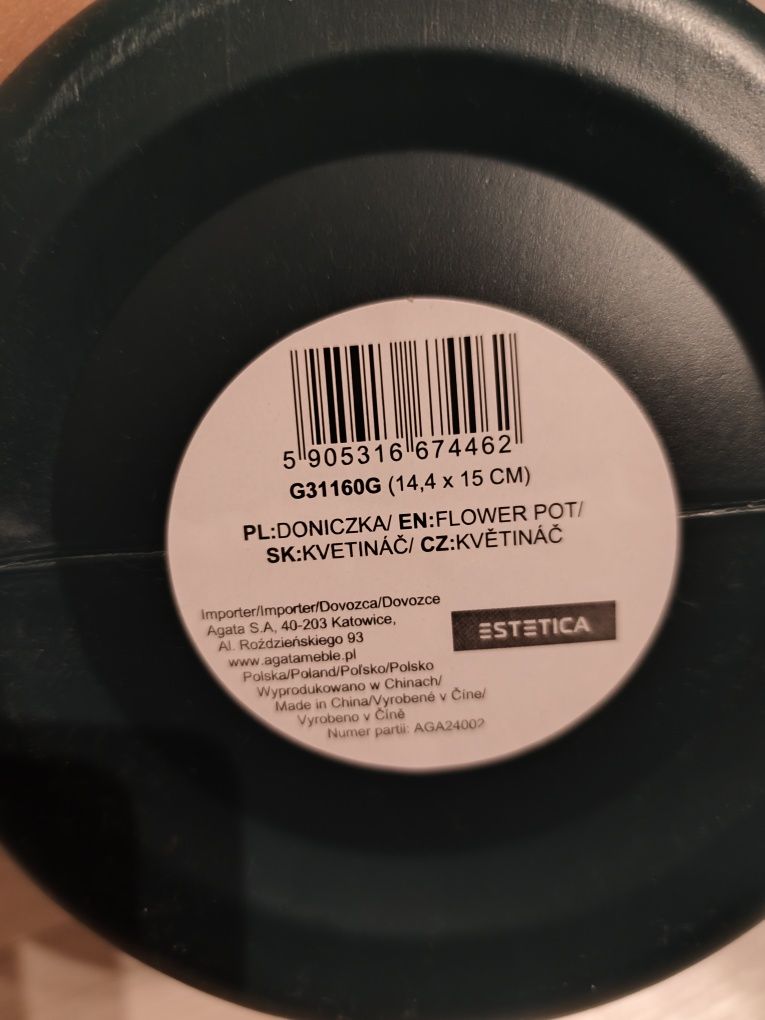 5 905316 674462
G31160G (14,4 x 15 CM)
PL:DONICZKA/ EN:FLOWER POT/
SK:KVETINÁČ/ CZ:KVĚTINÁČ
Importer/Importer/Dovozca/Dovozce
Agata S.A, 40-203 Katowice,
Al. Roździeńskiego 93
www.agatameble.pl
Polska/Poland/Poľsko/Polsko
Wyprodukowano w Chinach/
Made in China/Vyrobené v Číne/
Vyrobeno v Číně
Numer partii: AGA24002
ESTETICA